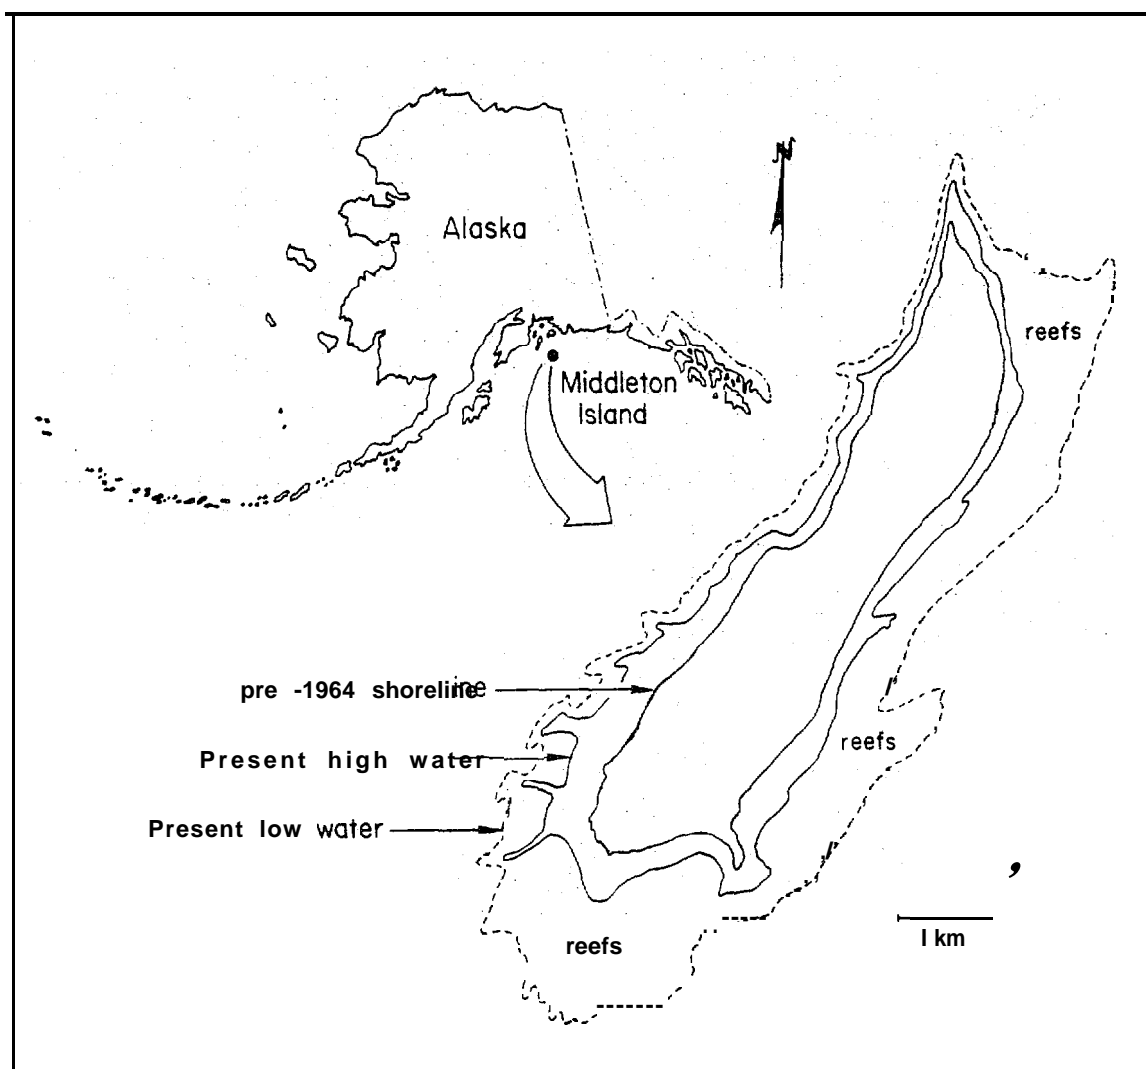 N
Alaska
reefs
Middleton
Island
pre -1964 shoreline
Present high water
reefs
Present low water
1 km
reefs